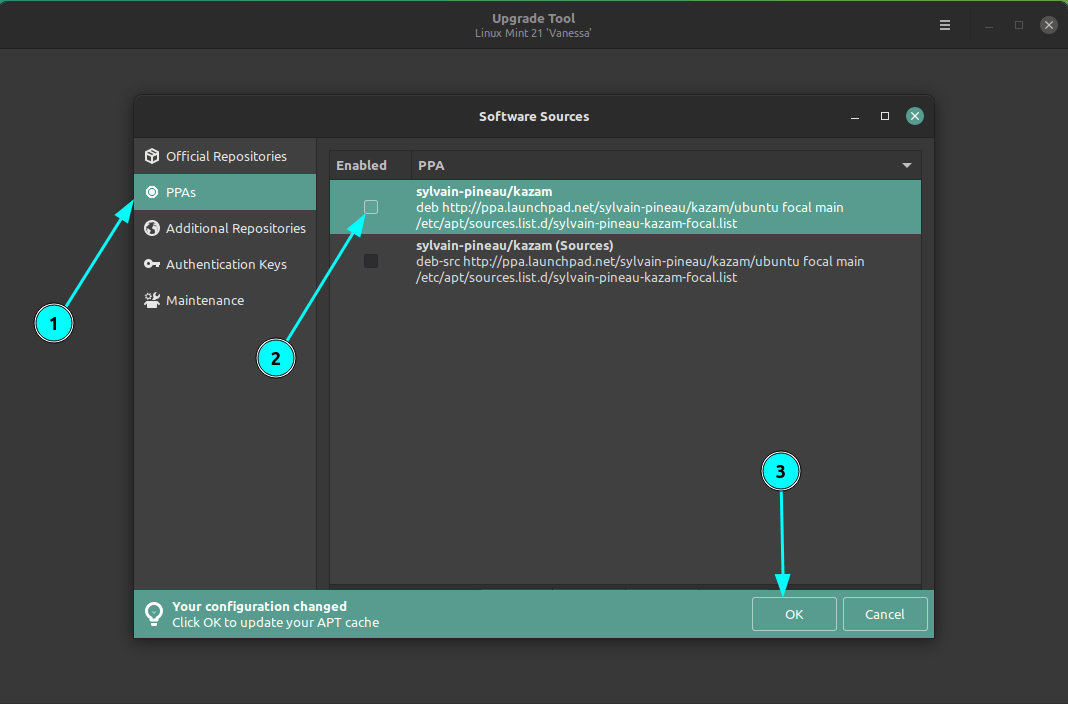 Upgrade Tool
Linux Mint 21 'Vanessa'
Software Sources
Official Repositories
PPAs
Additional Repositories
Authentication Keys
Maintenance
Enabled PPA
sylvain-pineau/kazam
deb http://ppa.launchpad.net/sylvain-pineau/kazam/ubuntu focal main
/etc/apt/sources.list.d/sylvain-pineau-kazam-focal.list
sylvain-pineau/kazam (Sources)
deb-src http://ppa.launchpad.net/sylvain-pineau/kazam/ubuntu focal main
/etc/apt/sources.list.d/sylvain-pineau-kazam-focal.list
1
2
3
Your configuration changed
Click OK to update your APT cache
OK
Cancel